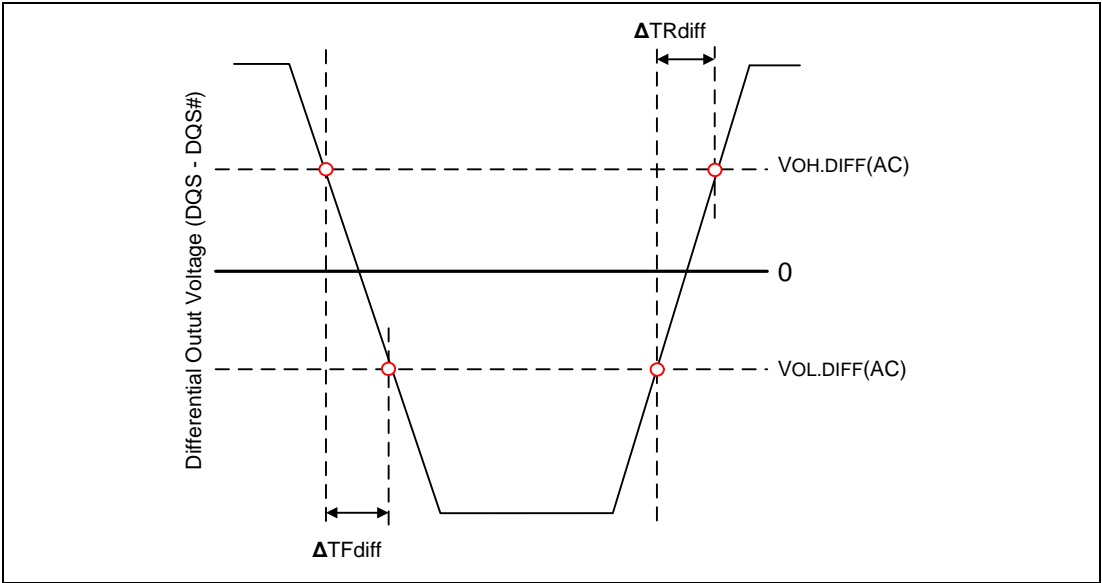 ΔTRdiff
Differential Outut Voltage (DQS - DQS#)
VOH.DIFF(AC)
0
VOL.DIFF(AC)
ΔTFdiff